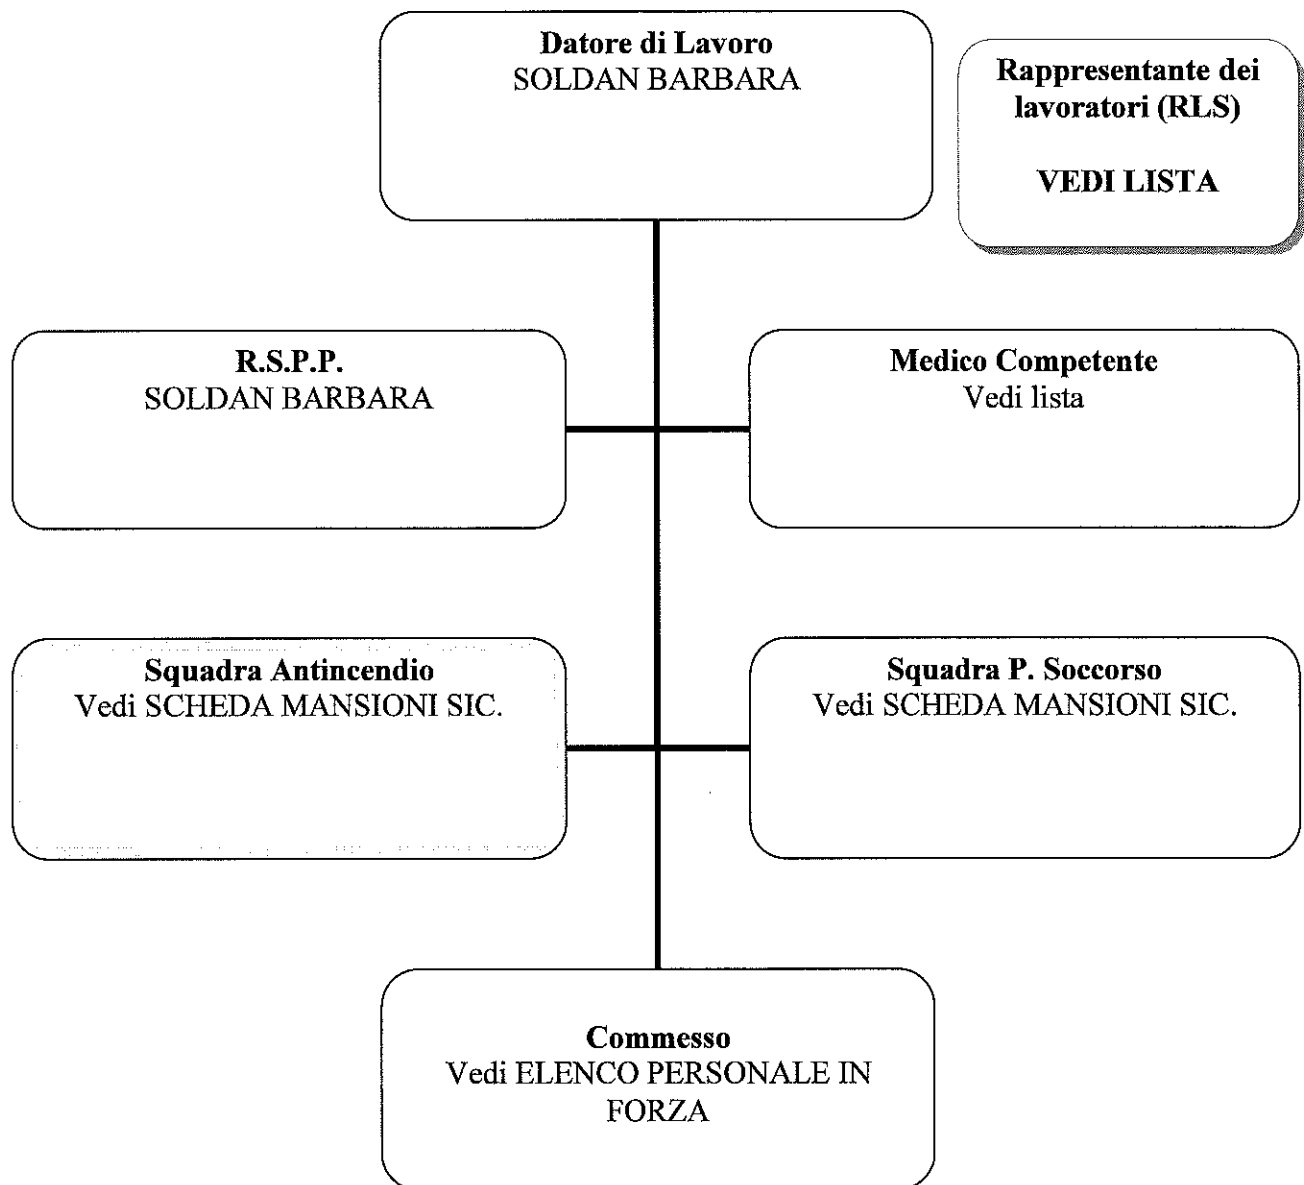 Datore di Lavoro
SOLDAN BARBARA
Rappresentante dei
lavoratori (RLS)
VEDI LISTA
R.S.P.P.
SOLDAN BARBARA
Medico Competente
Vedi lista
Squadra Antincendio
Vedi SCHEDA MANSIONI SIC.
Squadra P. Soccorso
Vedi SCHEDA MANSIONI SIC.
Commesso
Vedi ELENCO PERSONALE IN
FORZA